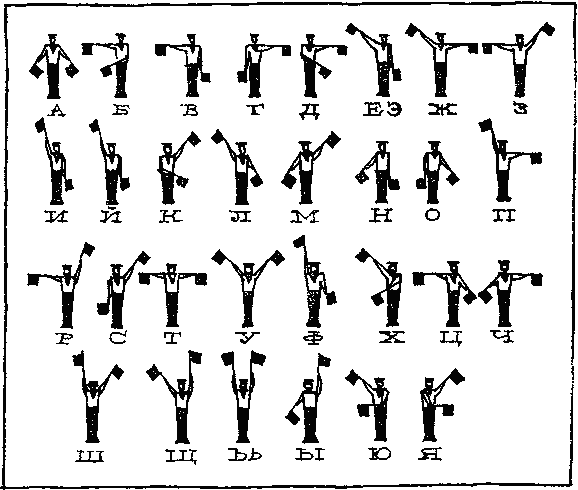 А Б В Г Д ЕЭ Ж З
И Й К Л М Н О П
Р С Т У Ф Х Ц Ч
Ш Щ ЪЬ Ы Ю Я